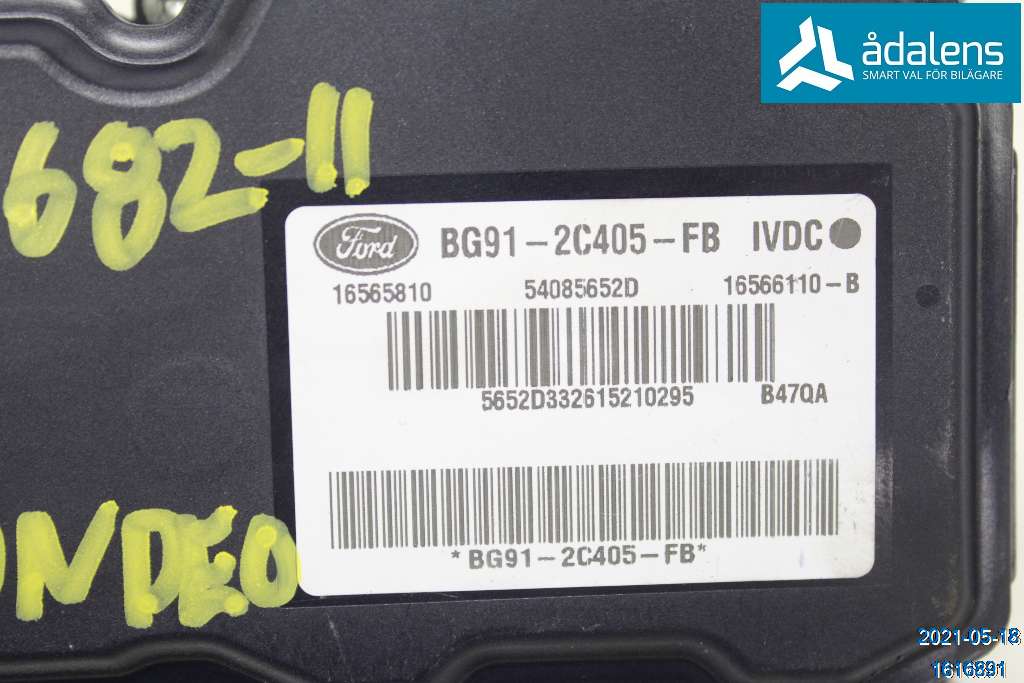 ådalens
SMART VAL FÖR BILÄGARE
682-11
Ford BG91-2C405-FB IVDC
16565810 54085652D 16566110-B
5652D332615210295 B47QA
*BG91-2C405-FB*
ONDEO
2021-05-18
1616891